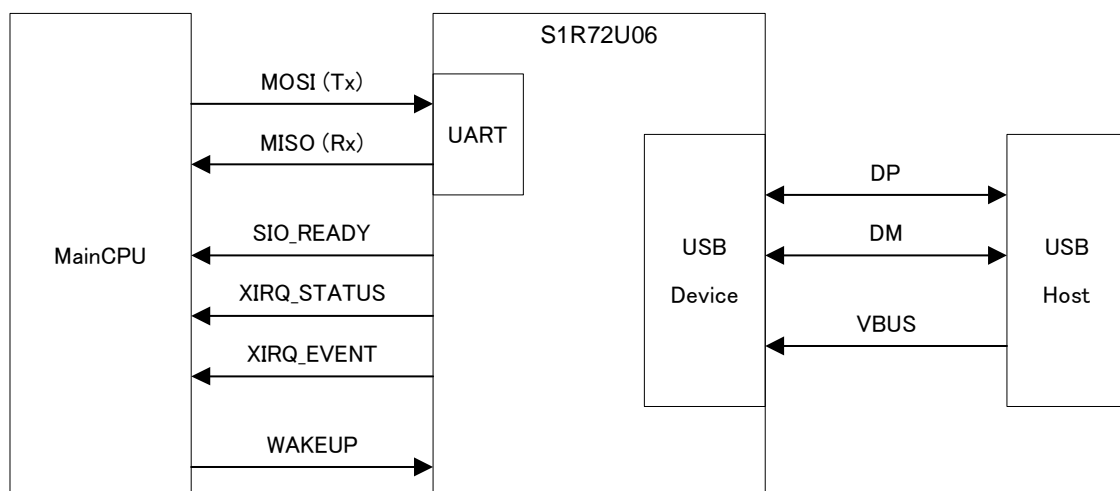 S1R72U06
MOSI (Tx)
UART
MISO (Rx)
DP
SIO_READY
DM
MainCPU
USB
Device
USB
Host
XIRQ_STATUS
VBUS
XIRQ_EVENT
WAKEUP